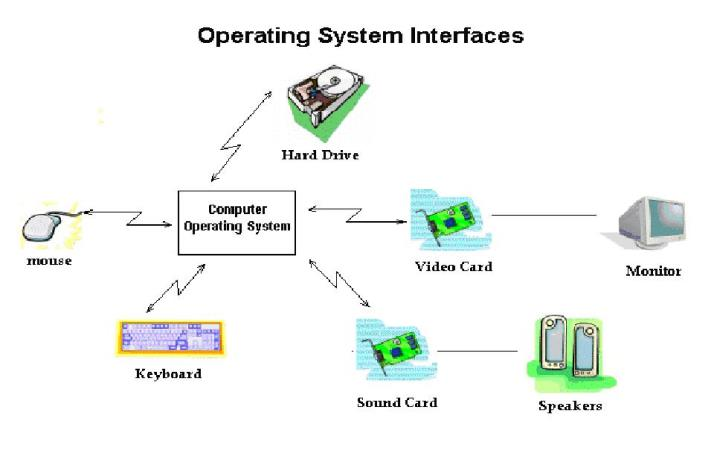 Operating System Interfaces
Hard Drive
Computer
Operating System
mouse
Video Card
Monitor
Keyboard
Sound Card
Speakers